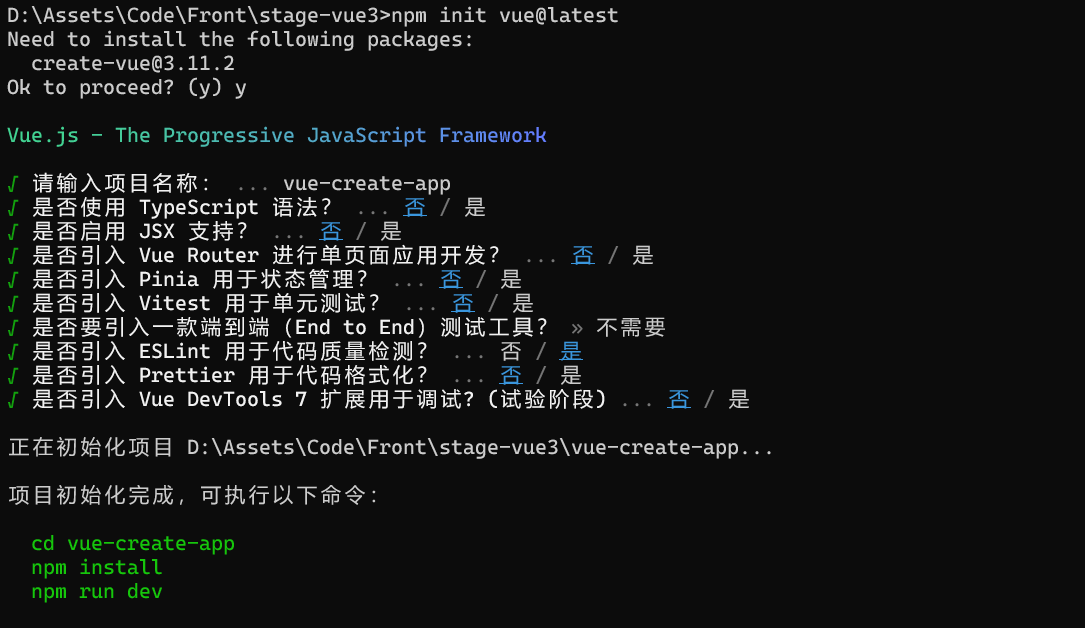 D:\Assets\Code\Front\stage-vue3>npm init vue@latest
Need to install the following packages:
  create-vue@3.11.2
Ok to proceed? (y) y
Vue.js - The Progressive JavaScript Framework
√ 请输入项目名称： ... vue-create-app
√ 是否使用 TypeScript 语法？ ... 否 / 是
√ 是否启用 JSX 支持？ ... 否 / 是
√ 是否引入 Vue Router 进行单页面应用开发？ ... 否 / 是
√ 是否引入 Pinia 用于状态管理？ ... 否 / 是
√ 是否引入 Vitest 用于单元测试？ ... 否 / 是
√ 是否要引入一款端到端（End to End）测试工具？ » 不需要
√ 是否引入 ESLint 用于代码质量检测？ ... 否 / 是
√ 是否引入 Prettier 用于代码格式化？ ... 否 / 是
√ 是否引入 Vue DevTools 7 扩展用于调试? (试验阶段) ... 否 / 是
正在初始化项目 D:\Assets\Code\Front\stage-vue3\vue-create-app...
项目初始化完成，可执行以下命令：
  cd vue-create-app
  npm install
  npm run dev